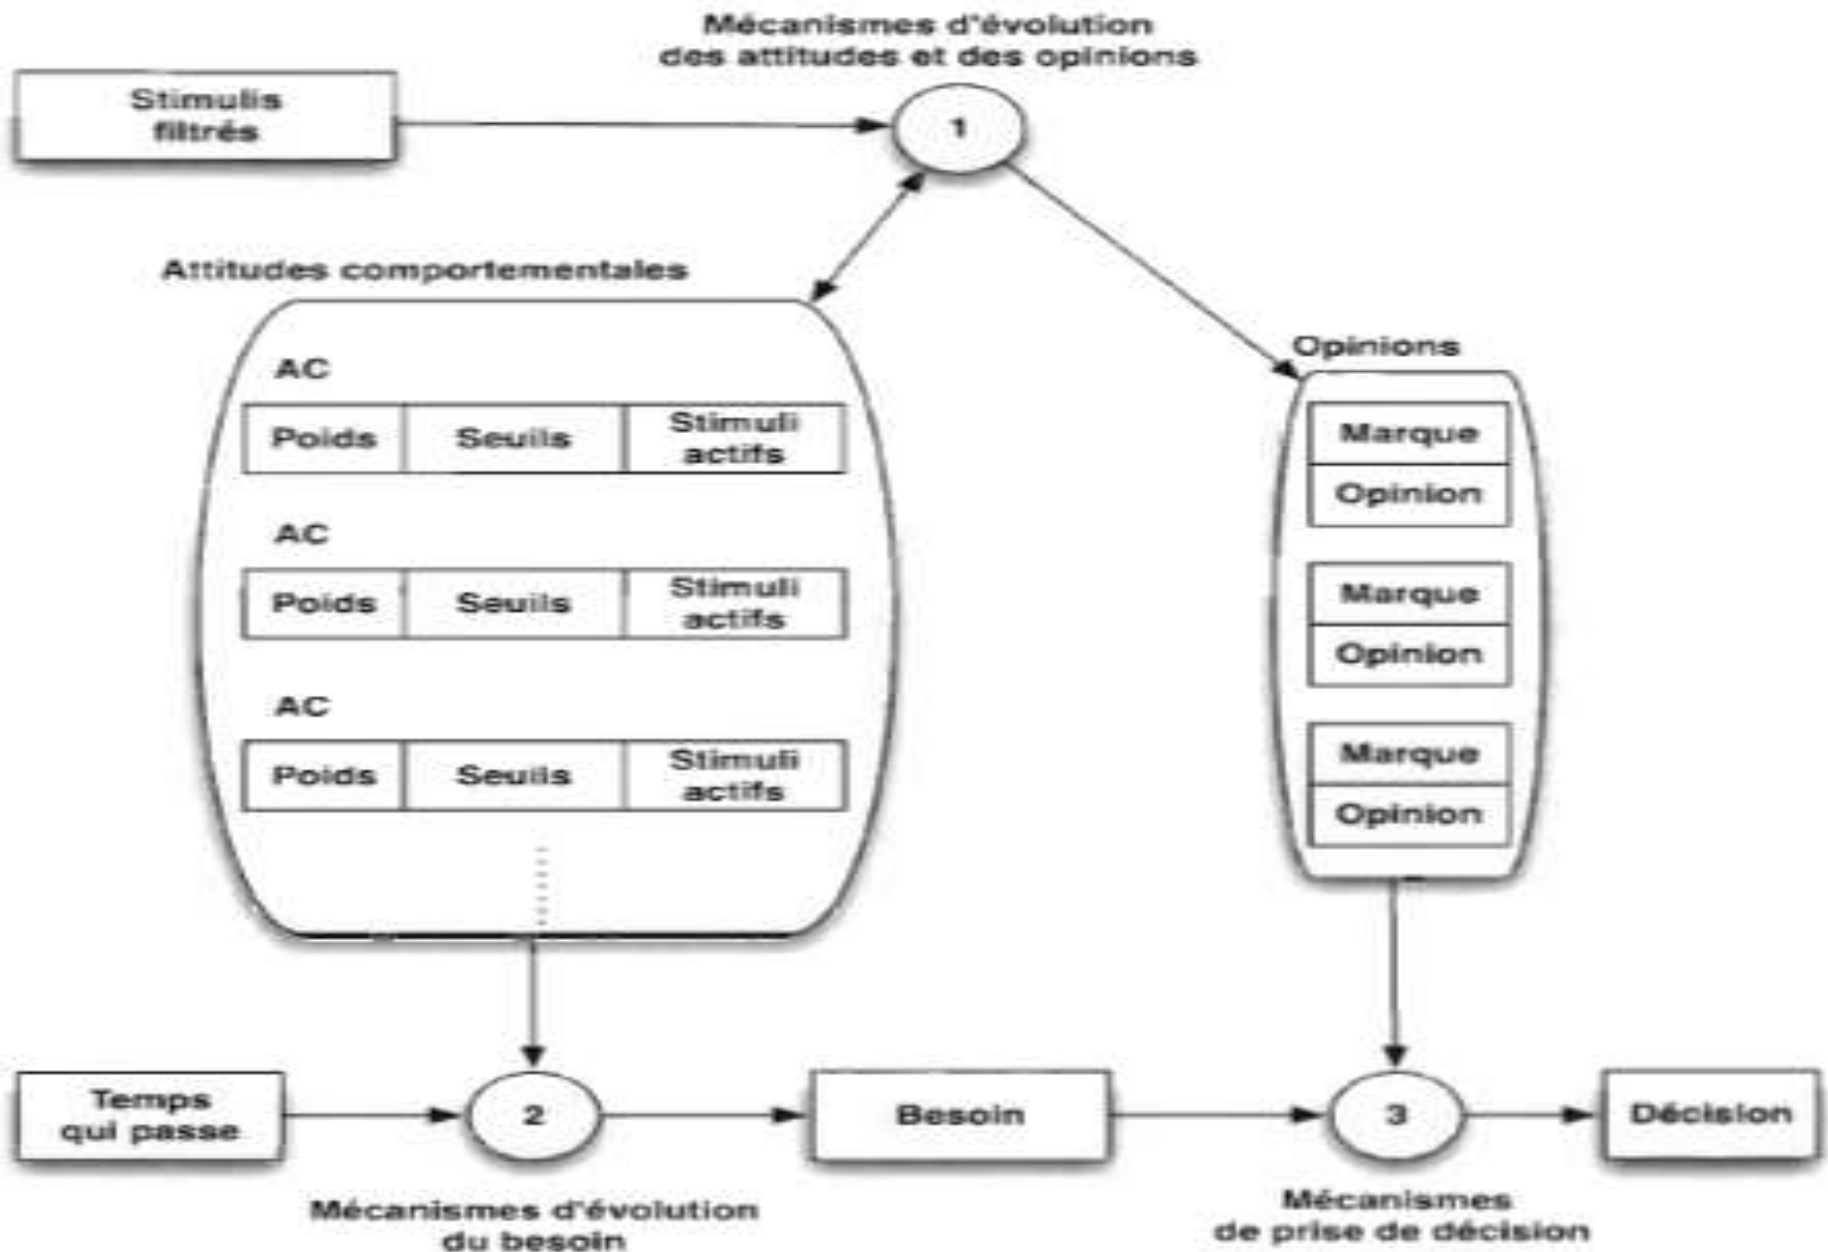 Mécanismes d'évolution
des attitudes et des opinions
Stimulis
filtrés
1
Attitudes comportementales
AC
Poids
Seuils
Stimuli
actifs
AC
Poids
Seuils
Stimuli
actifs
AC
Poids
Seuils
Stimuli
actifs
Opinions
Marque
Opinion
Marque
Opinion
Marque
Opinion
Temps
qui passe
2
Besoin
3
Décision
Mécanismes d'évolution
du besoin
Mécanismes
de prise de décision